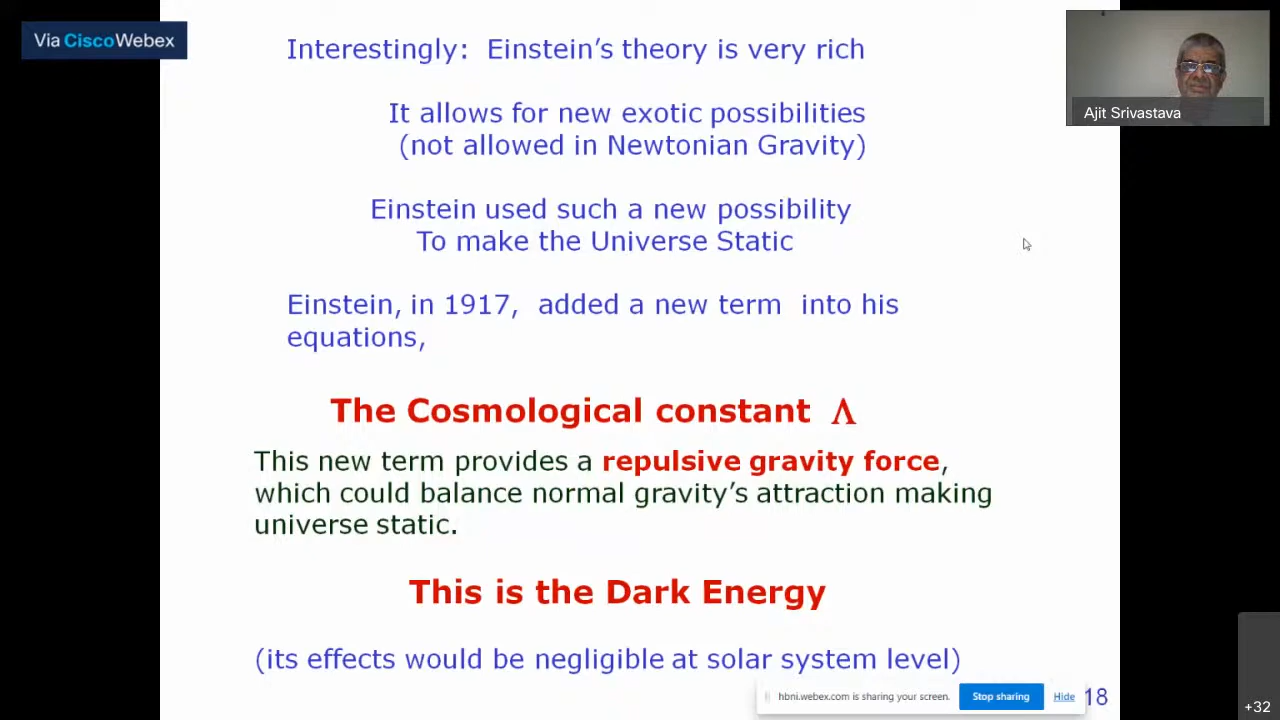 Via CiscoWebex
Interestingly: Einstein's theory is very rich
Ajit Srivastava
It allows for new exotic possibilities
(not allowed in Newtonian Gravity)
Einstein used such a new possibility
To make the Universe Static
Einstein, in 1917, added a new term into his
equations,
The Cosmological constant Λ
This new term provides a repulsive gravity force,
which could balance normal gravity's attraction making
universe static.
This is the Dark Energy
(its effects would be negligible at solar system level)
hbni.webex.com is sharing your screen.
Stop sharing
Hide
18
+32